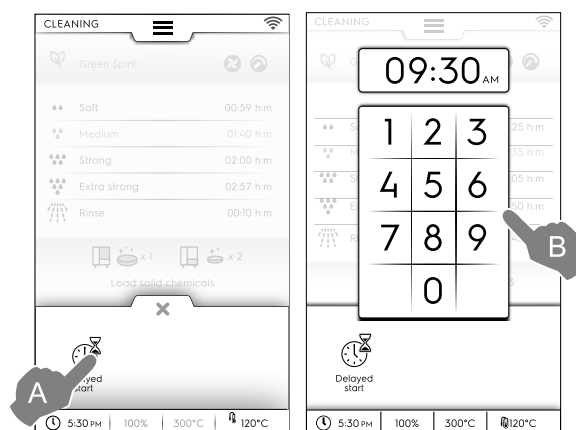 CLEANING
Green Spirit
Soft 00:59 h:m
Medium 01:40 h:m
Strong 02:00 h:m
Extra strong 02:57 h:m
Rinse 00:10 h:m
x 1 x 2
Load solid chemicals
start
A
5:30 PM 100% 300°C 120°C
CLEANING
09:30 AM
1 2 3
4 5 6
7 8 9
0
B
Delayed
start
5:30 PM 100% 300°C 120°C